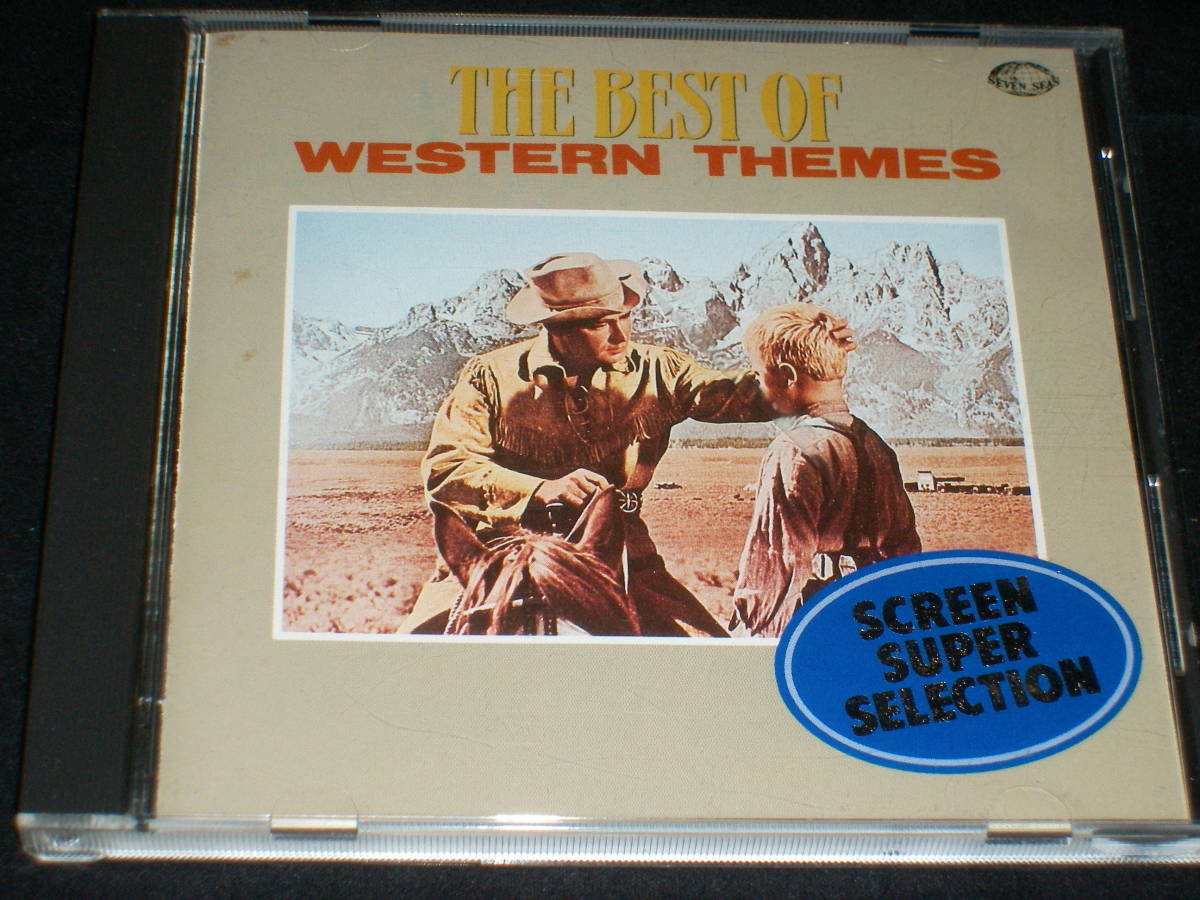 THE BEST OF
WESTERN THEMES
SEVEN SEAS
SCREEN
SUPER
SELECTION